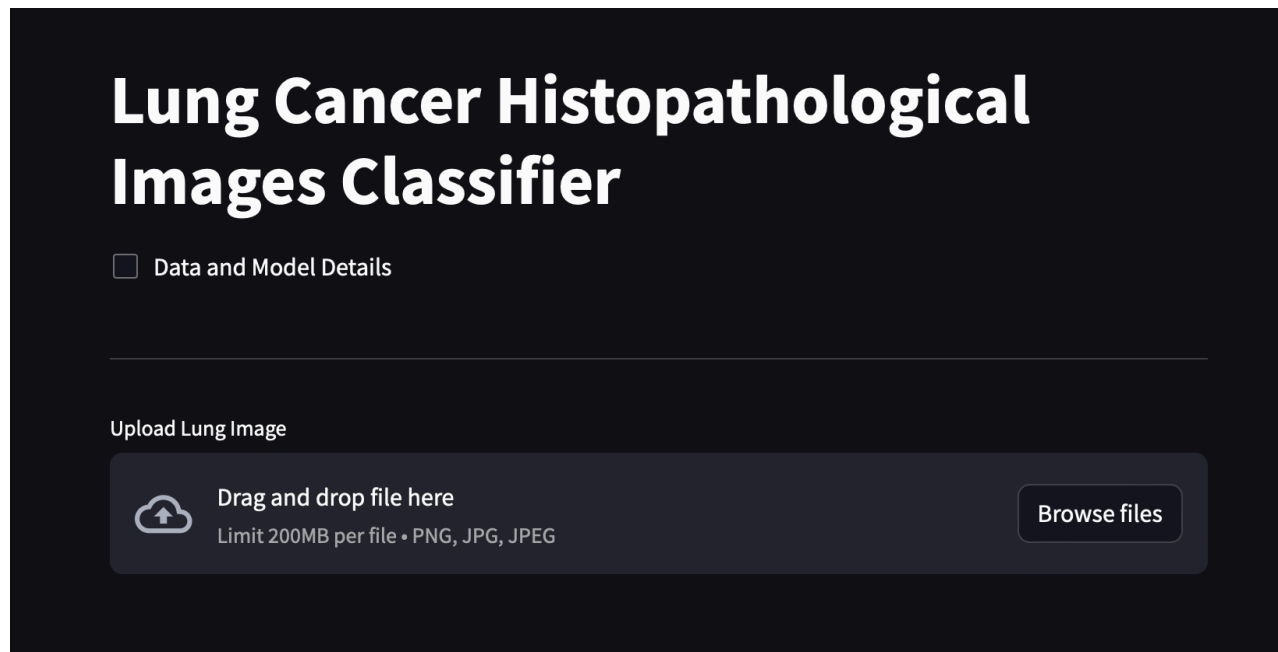 Lung Cancer Histopathological
Images Classifier
Data and Model Details
Upload Lung Image
Drag and drop file here
Limit 200MB per file • PNG, JPG, JPEG
Browse files